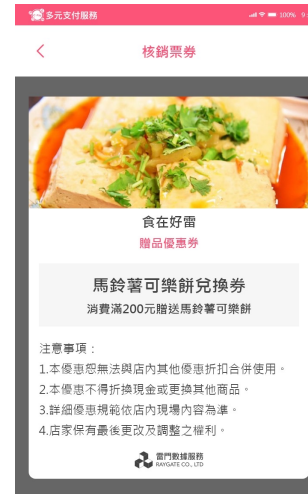 多元支付服務
100%
核銷票券
食在好雷
贈品優惠券
馬鈴薯可樂餅兌換券
消費滿200元贈送馬鈴薯可樂餅
注意事項：
1.本優惠恕無法與店內其他優惠折扣合併使用。
2.本優惠不得折換現金或更換其他商品。
3.詳細優惠規範依店內現場內容為準。
4.店家保有最後更改及調整之權利。
雷門數據服務
RAYGATE CO., LTD